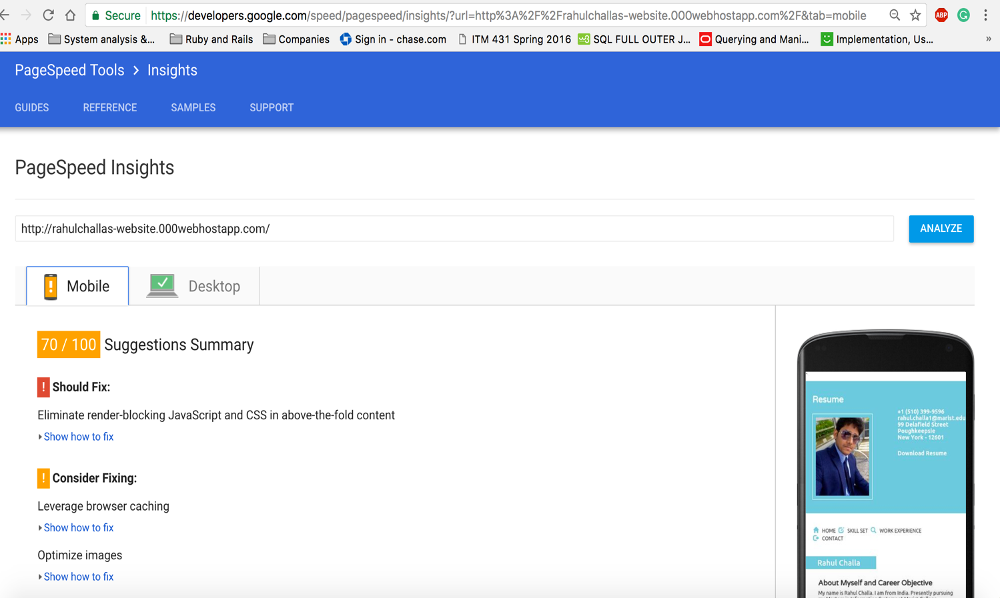 Secure https://developers.google.com/speed/pagespeed/insights/?url=http%3A%2F%2Frahulchallas-website.000webhostapp.com%2F&tab=mobile ABP
Apps System analysis &... Ruby and Rails Companies Sign in - chase.com ITM 431 Spring 2016 w3 SQL FULL OUTER J... Querying and Mani... Implementation, Us... »
PageSpeed Tools > Insights
GUIDES REFERENCE SAMPLES SUPPORT
PageSpeed Insights
http://rahulchallas-website.000webhostapp.com/ ANALYZE
! Mobile Desktop
70 / 100 Suggestions Summary
! Should Fix:
Eliminate render-blocking JavaScript and CSS in above-the-fold content
Show how to fix
! Consider Fixing:
Leverage browser caching
Show how to fix
Optimize images
Show how to fix
Resume
+1 (510) 399-9596
rahul.challa1@marist.edu
99 Delafield Street
Poughkeepsie
New York - 12601
Download Resume
HOME SKILL SET WORK EXPERIENCE
CONTACT
Rahul Challa
About Myself and Career Objective
My name is Rahul Challa. I am from India. Presently pursuing